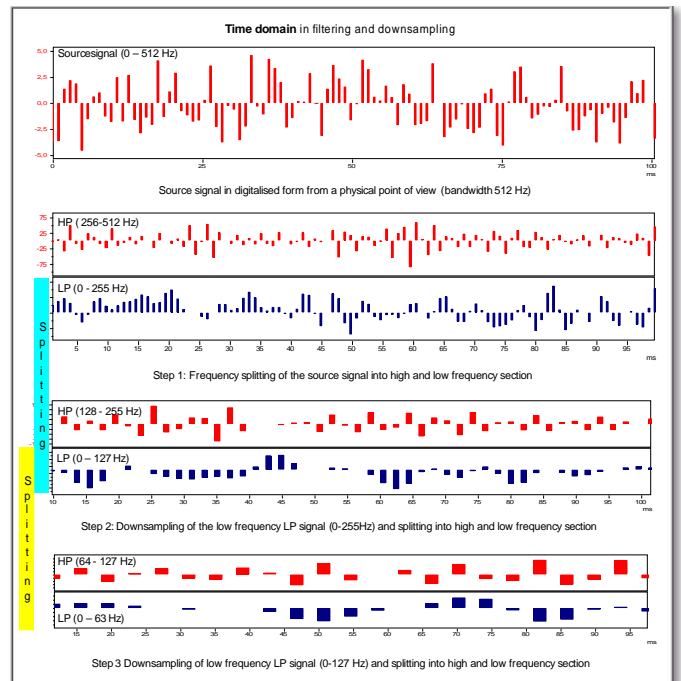 Time domain in filtering and downsampling
Sourcesignal (0 – 512 Hz)
5.0
2.5
0.0
-2.5
-5.0
0 25 50 75 100
ms
Source signal in digitalised form from a physical point of view (bandwidth 512 Hz)
HP (256-512 Hz)
75
25
-25
-75
LP (0 - 255 Hz)
5 10 15 20 25 30 35 40 45 50 55 60 65 70 75 80 85 90 95
ms
Step 1: Frequency splitting of the source signal into high and low frequency section
Splitting
HP (128 - 255 Hz)
LP (0 – 127 Hz)
10 15 20 25 30 35 40 45 50 55 60 65 70 75 80 85 90 95 100
ms
Step 2: Downsampling of the low frequency LP signal (0-255Hz) and splitting into high and low frequency section
Splitting
HP (64 - 127 Hz)
LP (0 – 63 Hz)
15 20 25 30 35 40 45 50 55 60 65 70 75 80 85 90 95
ms
Step 3 Downsampling of low frequency LP signal (0-127 Hz) and splitting into high and low frequency section